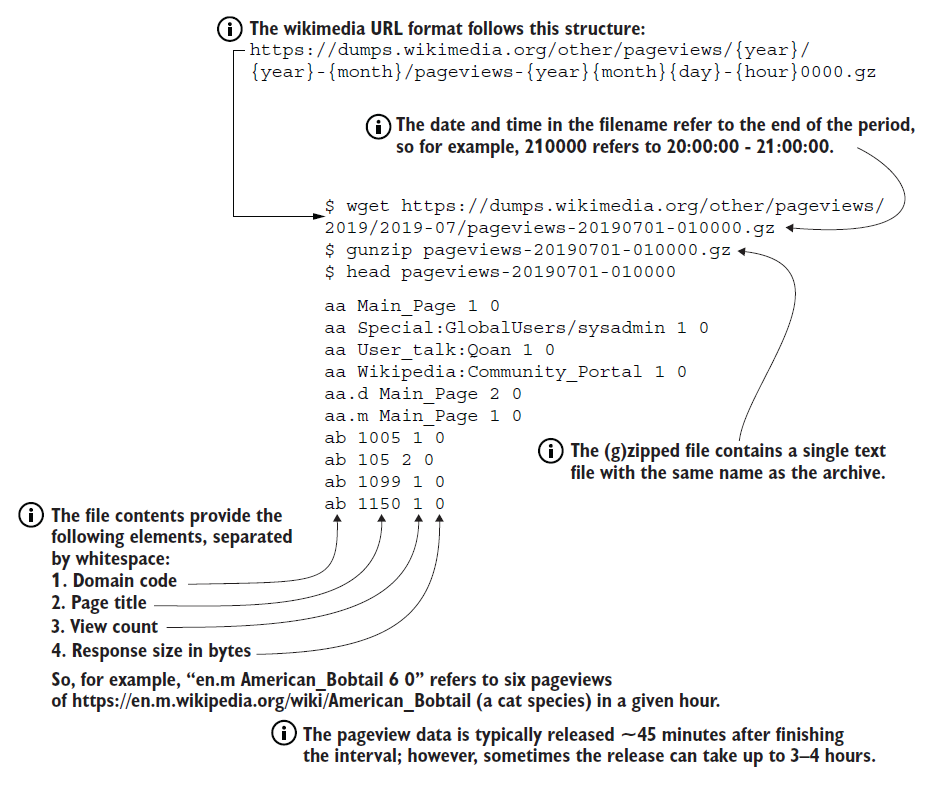 The wikimedia URL format follows this structure:
https://dumps.wikimedia.org/other/pageviews/{year}/
{year}-{month}/pageviews-{year}{month}{day}-{hour}0000.gz
The date and time in the filename refer to the end of the period,
so for example, 210000 refers to 20:00:00 - 21:00:00.
$ wget https://dumps.wikimedia.org/other/pageviews/
2019/2019-07/pageviews-20190701-010000.gz
$ gunzip pageviews-20190701-010000.gz
$ head pageviews-20190701-010000
aa Main_Page 1 0
aa Special:GlobalUsers/sysadmin 1 0
aa User_talk:Qoan 1 0
aa Wikipedia:Community_Portal 1 0
aa.d Main_Page 2 0
aa.m Main_Page 1 0
ab 1005 1 0
ab 105 2 0
ab 1099 1 0
ab 1150 1 0
The (g)zipped file contains a single text
file with the same name as the archive.
The file contents provide the
following elements, separated
by whitespace:
1. Domain code
2. Page title
3. View count
4. Response size in bytes
So, for example, “en.m American_Bobtail 6 0” refers to six pageviews
of https://en.m.wikipedia.org/wiki/American_Bobtail (a cat species) in a given hour.
The pageview data is typically released ~45 minutes after finishing
the interval; however, sometimes the release can take up to 3–4 hours.